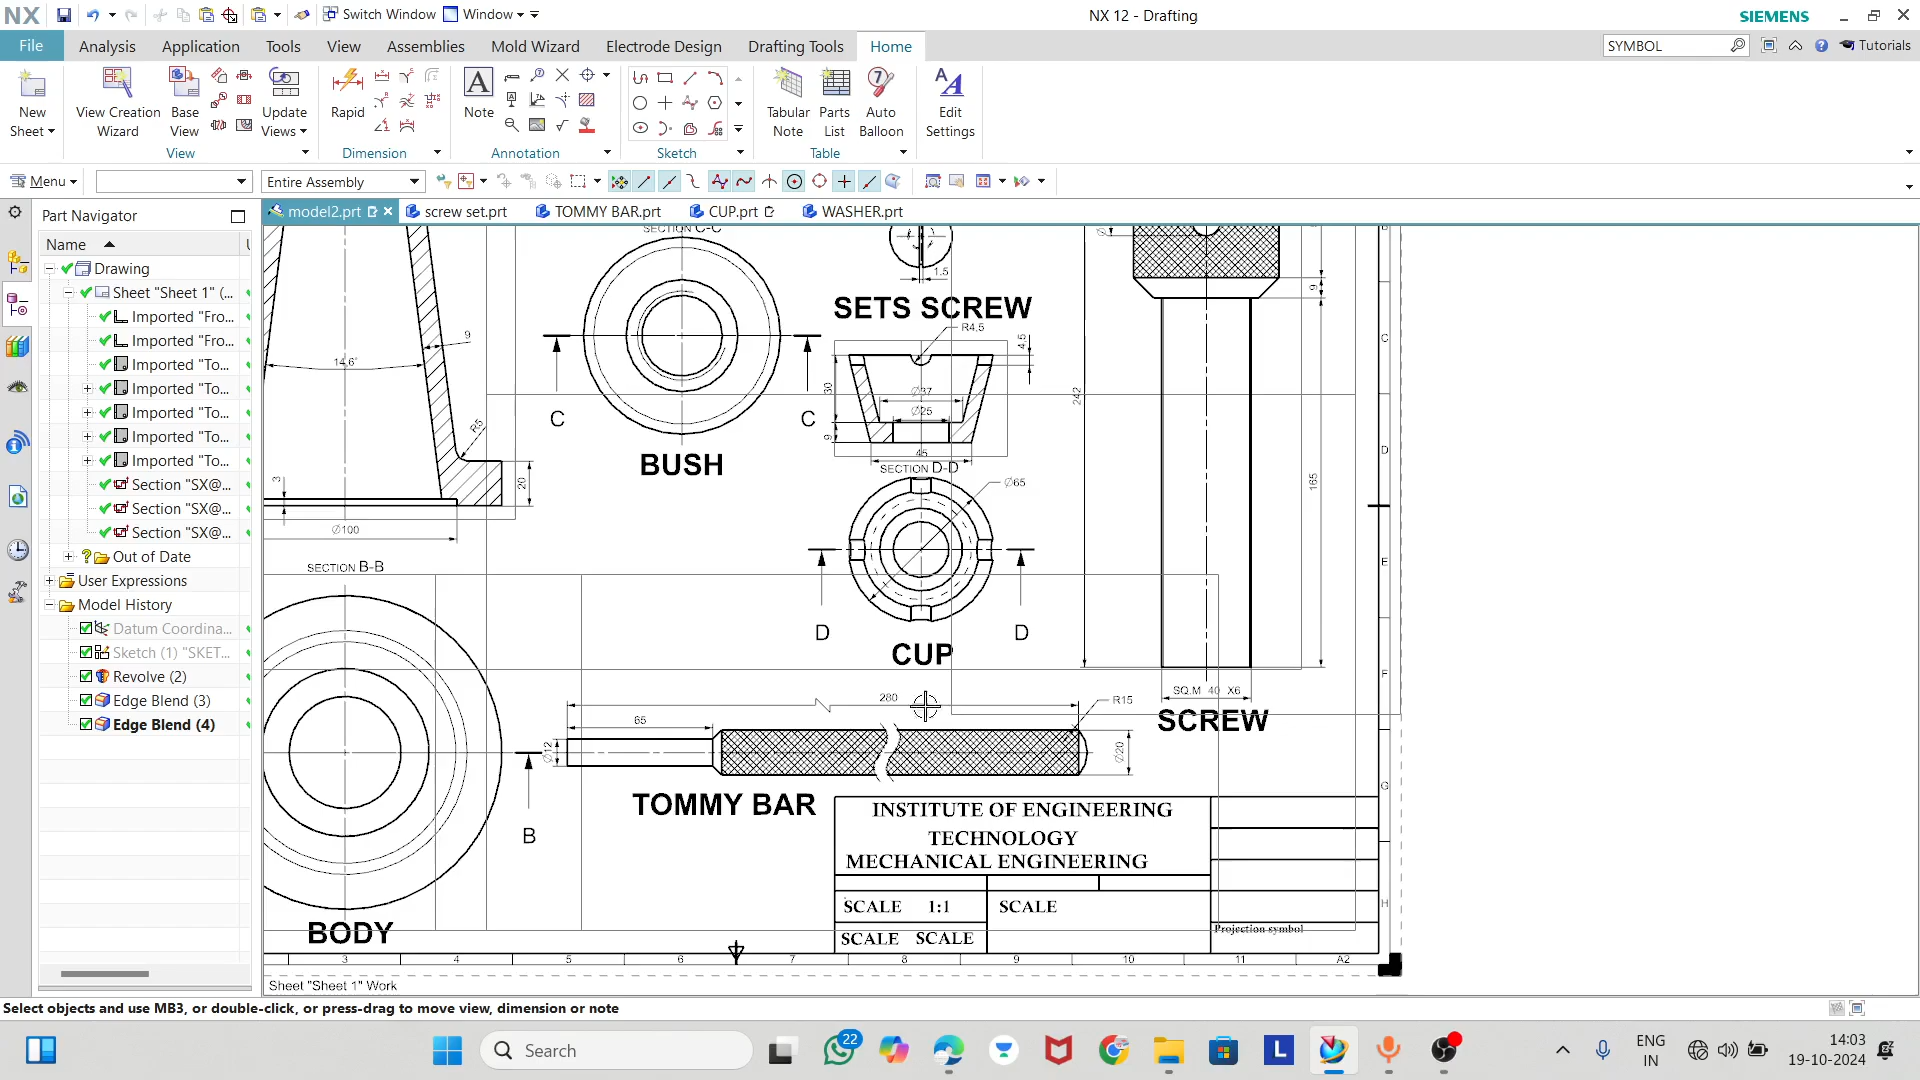 NX
Switch Window
Window
NX 12 - Drafting
SIEMENS
File
Analysis
Application
Tools
View
Assemblies
Mold Wizard
Electrode Design
Drafting Tools
Home
SYMBOL
Tutorials
New
Sheet
View Creation
Wizard
Base
View
Update
Views
Rapid
Note
Tabular
Note
Parts
List
Auto
Balloon
Edit
Settings
View
Dimension
Annotation
Sketch
Table
Menu
Entire Assembly
Part Navigator
model2.prt
screw set.prt
TOMMY BAR.prt
CUP.prt
WASHER.prt
Name
Drawing
Sheet "Sheet 1" (...
Imported "Fro...
Imported "Fro...
Imported "To...
Imported "To...
Imported "To...
Imported "To...
Imported "To...
Section "SX@...
Section "SX@...
Section "SX@...
Out of Date
User Expressions
Model History
Datum Coordina...
Sketch (1) "SKET...
Revolve (2)
Edge Blend (3)
Edge Blend (4)
SECTION C-C
1.5
SETS SCREW
R4.5
4.5
9
9
14.6°
30
Ø37
Ø25
242
C
C
C
R5
9
45
D
BUSH
SECTION D-D
3
20
Ø65
165
Ø100
E
SECTION B-B
D
D
CUP
F
280
R15
SQ.M 40 X6
SCREW
65
Ø12
Ø20
G
TOMMY BAR
INSTITUTE OF ENGINEERING
TECHNOLOGY
MECHANICAL ENGINEERING
B
SCALE 1:1
SCALE
H
BODY
SCALE SCALE
Projection symbol
3
4
5
6
7
8
9
10
11
A2
Sheet "Sheet 1" Work
Select objects and use MB3, or double-click, or press-drag to move view, dimension or note
Search
22
L
ENG
IN
14:03
19-10-2024